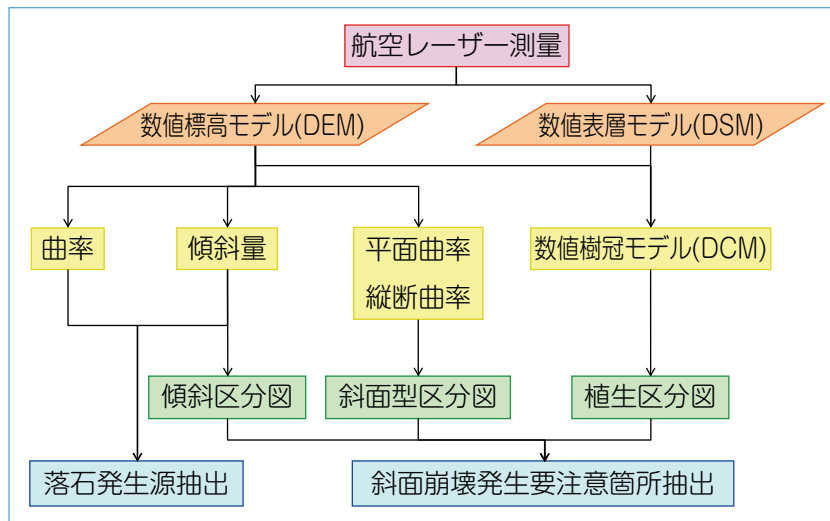 航空レーザー測量
数値標高モデル(DEM)
数値表層モデル(DSM)
曲率
傾斜量
平面曲率
縦断曲率
数値樹冠モデル(DCM)
傾斜区分図
斜面型区分図
植生区分図
落石発生源抽出
斜面崩壊発生要注意箇所抽出